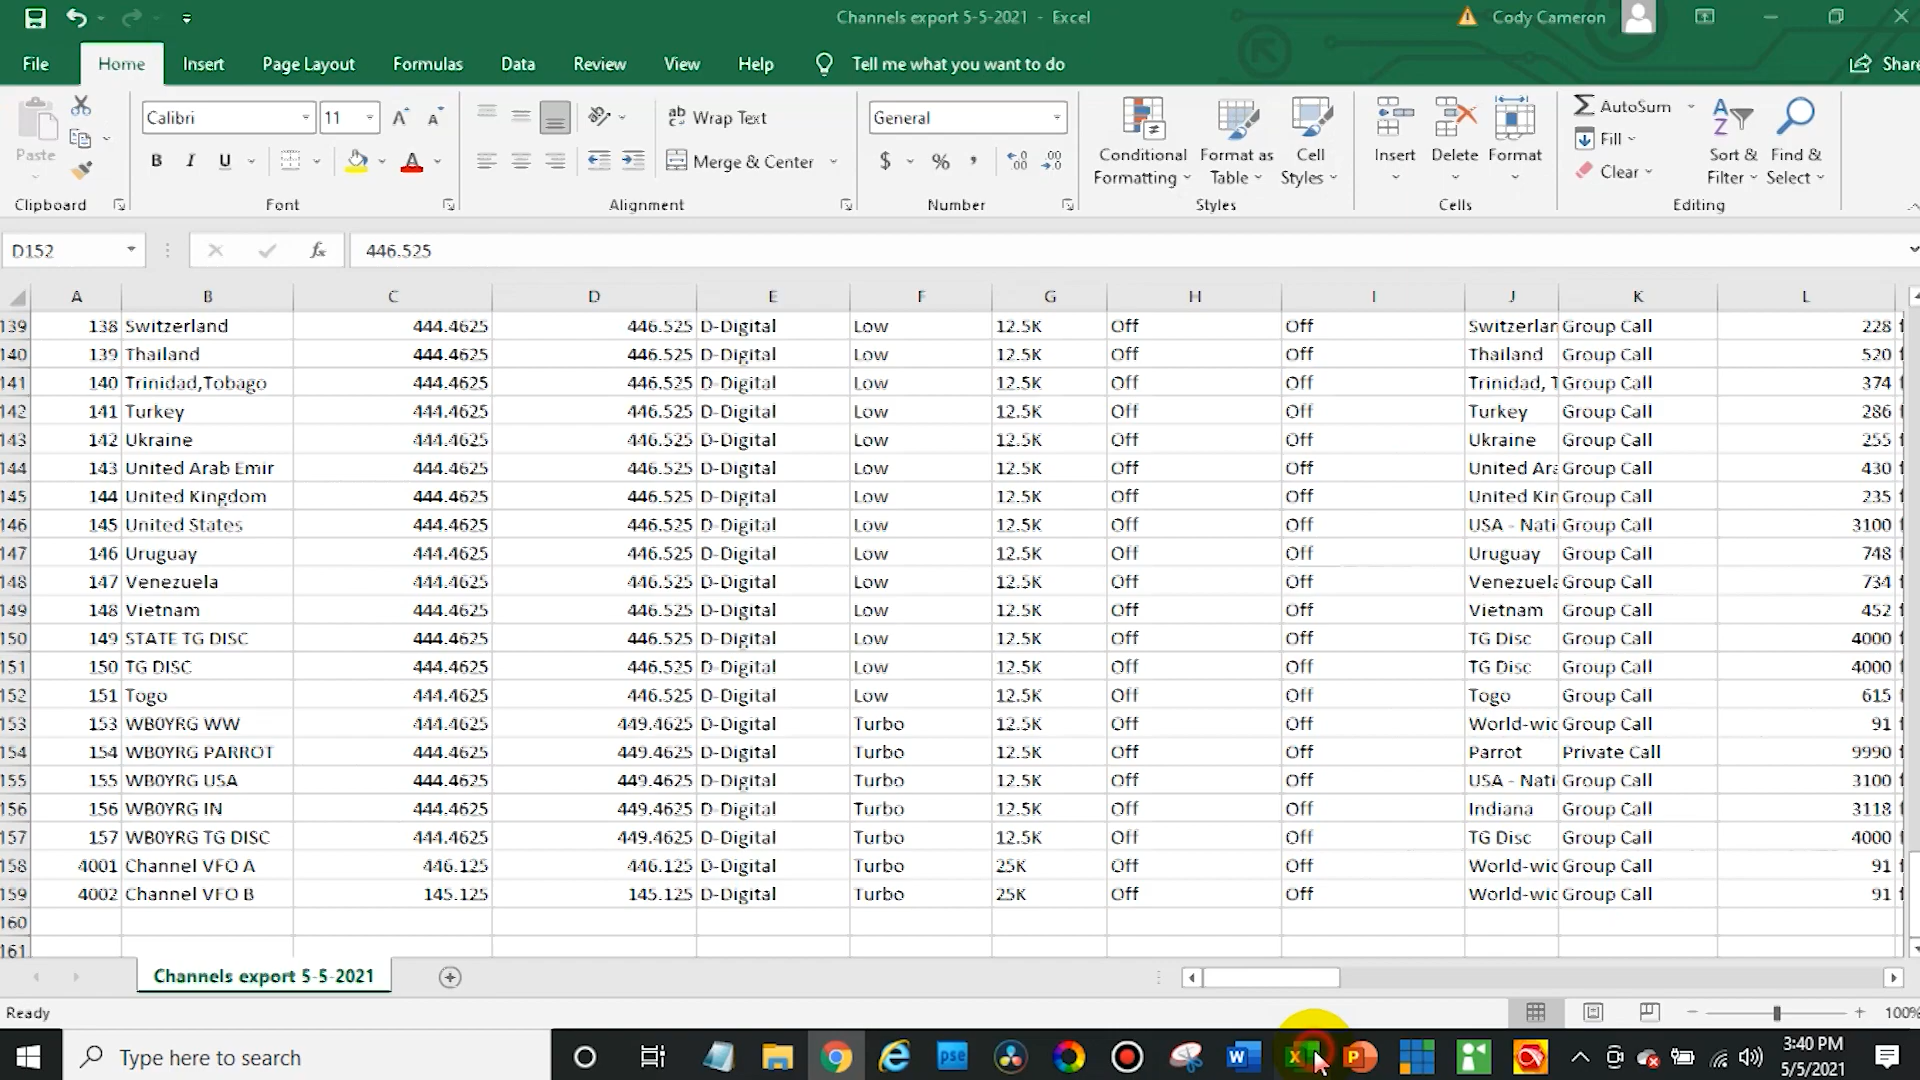 Channels export 5-5-2021 - Excel
Cody Cameron
File Home Insert Page Layout Formulas Data Review View Help Tell me what you want to do Share
Paste
Calibri 11
B I U
Wrap Text
Merge & Center
General
$ %
Conditional Formatting
Format as Table
Cell Styles
Insert Delete Format
AutoSum
Fill
Clear
Sort & Filter
Find & Select
Clipboard Font Alignment Number Styles Cells Editing
D152 fx 446.525
A B C D E F G H I J K L
139 138 Switzerland 444.4625 446.525 D-Digital Low 12.5K Off Off Switzerlan Group Call 228
140 139 Thailand 444.4625 446.525 D-Digital Low 12.5K Off Off Thailand Group Call 520
141 140 Trinidad,Tobago 444.4625 446.525 D-Digital Low 12.5K Off Off Trinidad, T Group Call 374
142 141 Turkey 444.4625 446.525 D-Digital Low 12.5K Off Off Turkey Group Call 286
143 142 Ukraine 444.4625 446.525 D-Digital Low 12.5K Off Off Ukraine Group Call 255
144 143 United Arab Emir 444.4625 446.525 D-Digital Low 12.5K Off Off United Ara Group Call 430
145 144 United Kingdom 444.4625 446.525 D-Digital Low 12.5K Off Off United Kin Group Call 235
146 145 United States 444.4625 446.525 D-Digital Low 12.5K Off Off USA - Nati Group Call 3100
147 146 Uruguay 444.4625 446.525 D-Digital Low 12.5K Off Off Uruguay Group Call 748
148 147 Venezuela 444.4625 446.525 D-Digital Low 12.5K Off Off Venezuela Group Call 734
149 148 Vietnam 444.4625 446.525 D-Digital Low 12.5K Off Off Vietnam Group Call 452
150 149 STATE TG DISC 444.4625 446.525 D-Digital Low 12.5K Off Off TG Disc Group Call 4000
151 150 TG DISC 444.4625 446.525 D-Digital Low 12.5K Off Off TG Disc Group Call 4000
152 151 Togo 444.4625 446.525 D-Digital Low 12.5K Off Off Togo Group Call 615
153 153 WB0YRG WW 444.4625 449.4625 D-Digital Turbo 12.5K Off Off World-wid Group Call 91
154 154 WB0YRG PARROT 444.4625 449.4625 D-Digital Turbo 12.5K Off Off Parrot Private Call 9990
155 155 WB0YRG USA 444.4625 449.4625 D-Digital Turbo 12.5K Off Off USA - Nati Group Call 3100
156 156 WB0YRG IN 444.4625 449.4625 D-Digital Turbo 12.5K Off Off Indiana Group Call 3118
157 157 WB0YRG TG DISC 444.4625 449.4625 D-Digital Turbo 12.5K Off Off TG Disc Group Call 4000
158 4001 Channel VFO A 446.125 446.125 D-Digital Turbo 25K Off Off World-wid Group Call 91
159 4002 Channel VFO B 145.125 145.125 D-Digital Turbo 25K Off Off World-wid Group Call 91
160
161
Channels export 5-5-2021
Ready 100%
Type here to search
pse
3:40 PM
5/5/2021